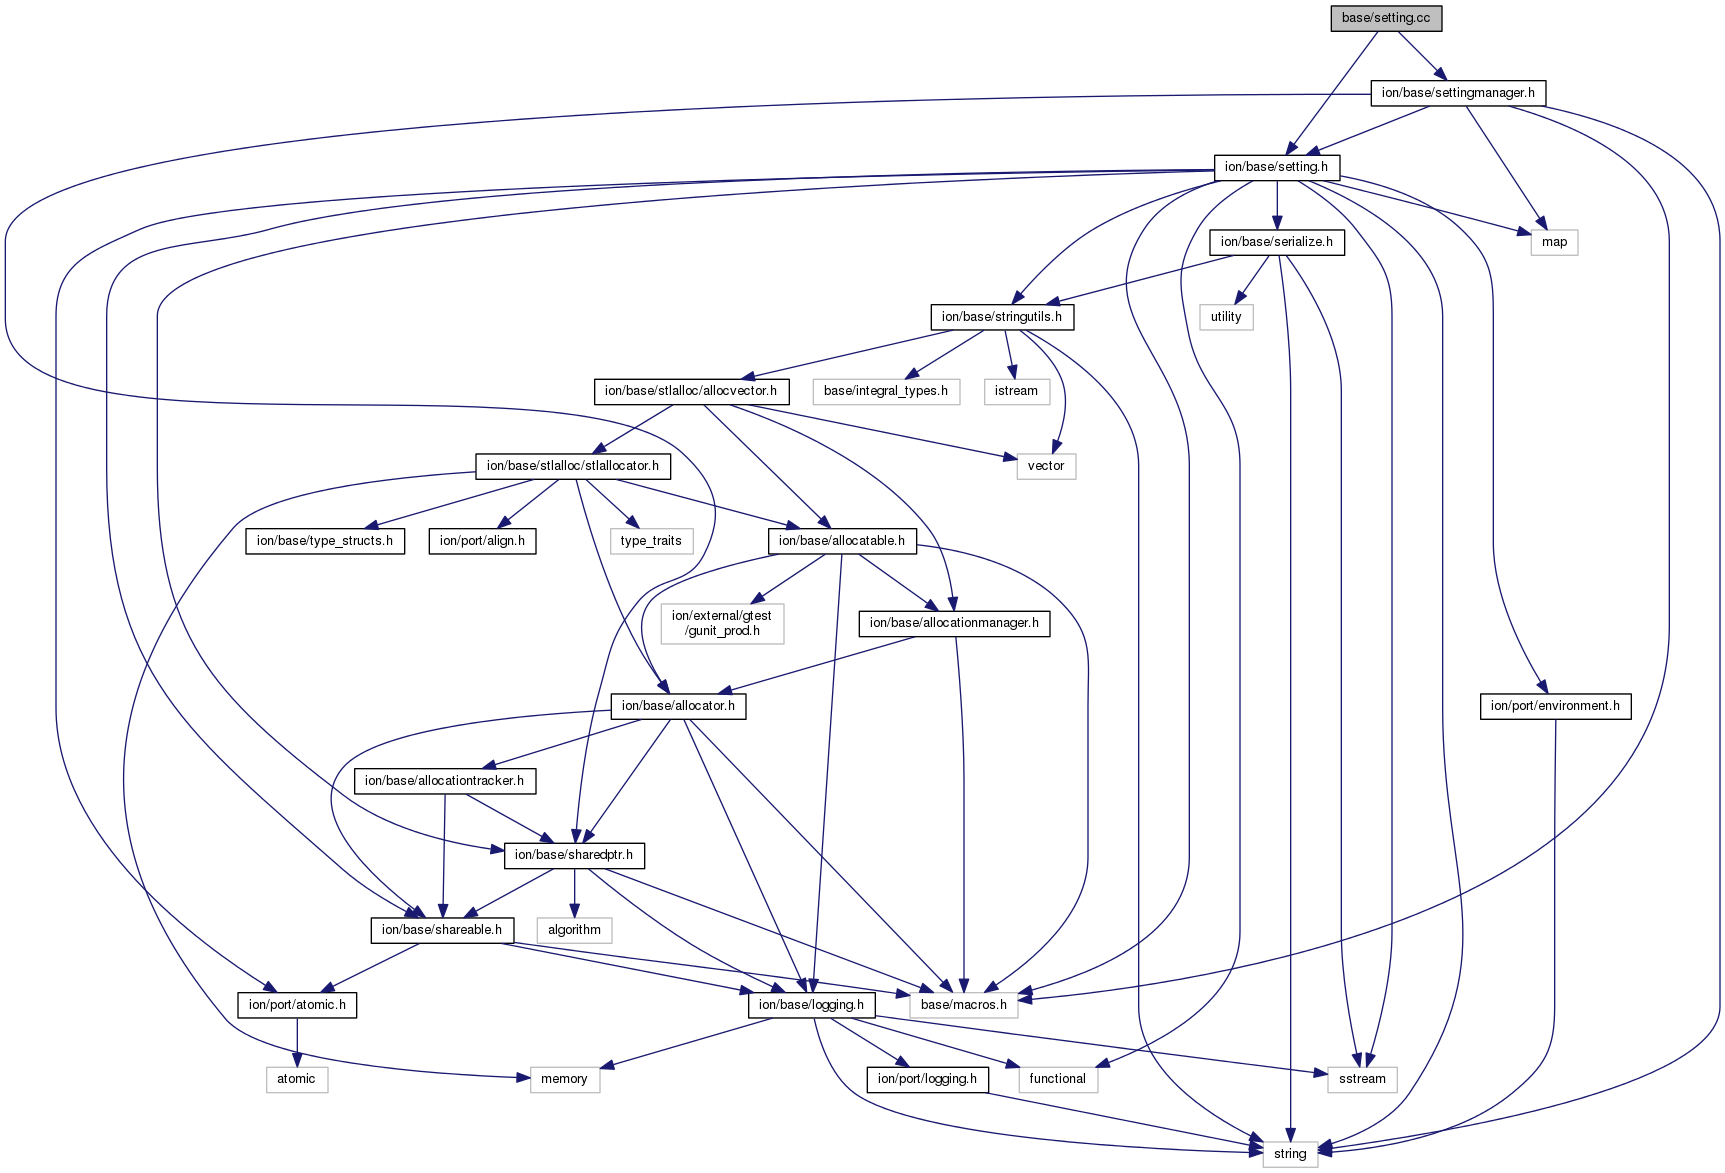 base/setting.cc
ion/base/settingmanager.h
ion/base/setting.h
ion/base/serialize.h
map
ion/base/stringutils.h
utility
ion/base/stlalloc/allocvector.h
base/integral_types.h
istream
ion/base/stlalloc/stlallocator.h
vector
ion/base/type_structs.h
ion/port/align.h
type_traits
ion/base/allocatable.h
ion/external/gtest
/gunit_prod.h
ion/base/allocationmanager.h
ion/base/allocator.h
ion/port/environment.h
ion/base/allocationtracker.h
ion/base/sharedptr.h
ion/base/shareable.h
algorithm
ion/port/atomic.h
ion/base/logging.h
base/macros.h
atomic
memory
ion/port/logging.h
functional
sstream
string